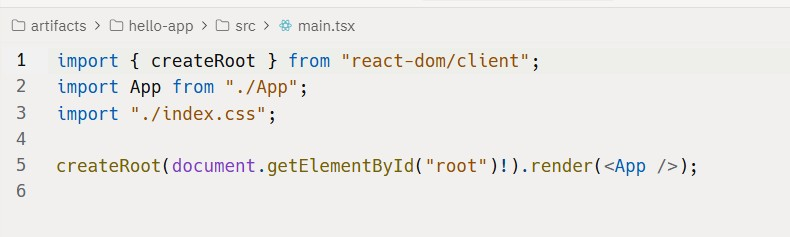 artifacts > hello-app > src > main.tsx
1 import { createRoot } from "react-dom/client";
2 import App from "./App";
3 import "./index.css";
4
5 createRoot(document.getElementById("root")!).render(<App />);
6